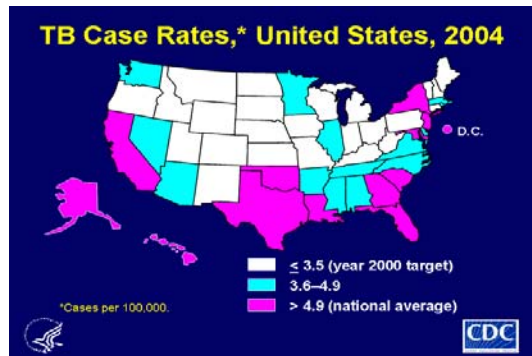 TB Case Rates,* United States, 2004
D.C.
≤ 3.5 (year 2000 target)
3.6–4.9
> 4.9 (national average)
*Cases per 100,000.
CDC